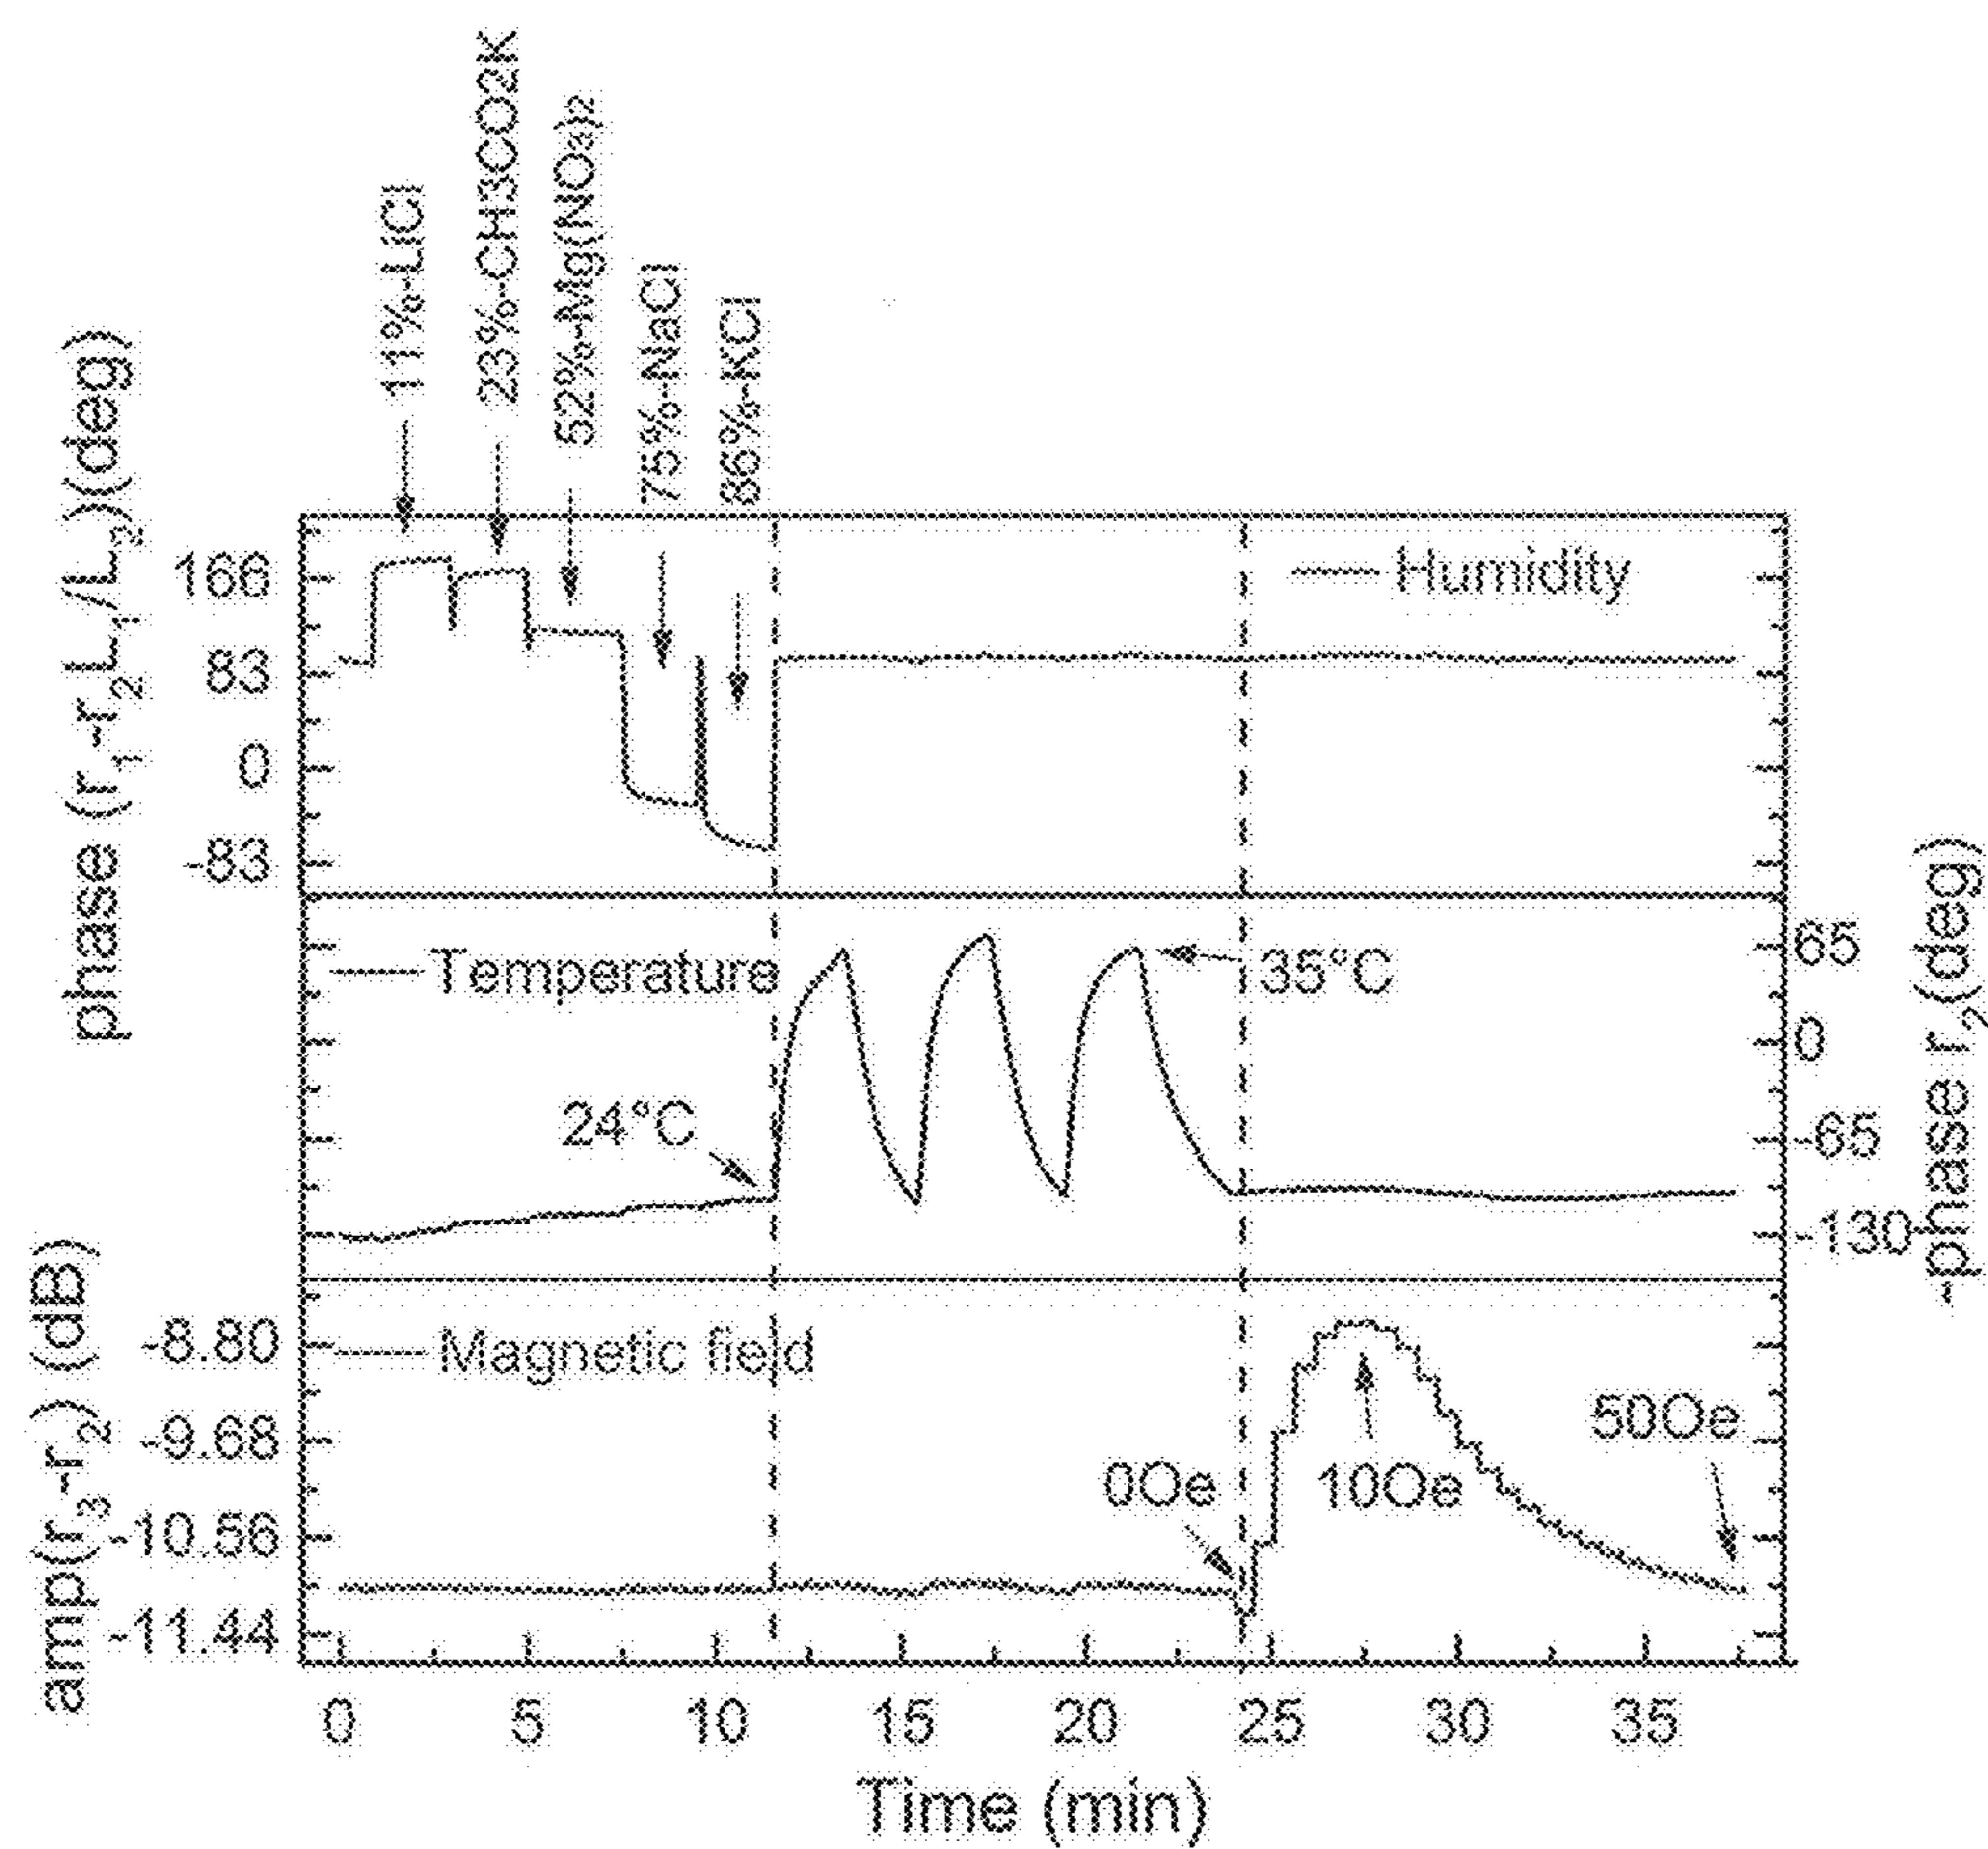 11%-LiCl
23%-CH3CO2K
52%-Mg(NO3)2
75%-NaCl
86%-KCl
phase (r1-r2L1/L2)(deg)
166
83
0
-83
Humidity
Temperature
24°C
35°C
65
0
-65
-130
-phase r2(deg)
amp(r3-r2) (dB)
-8.80
-9.68
-10.56
-11.44
Magnetic field
0Oe
10Oe
50Oe
0 5 10 15 20 25 30 35
Time (min)